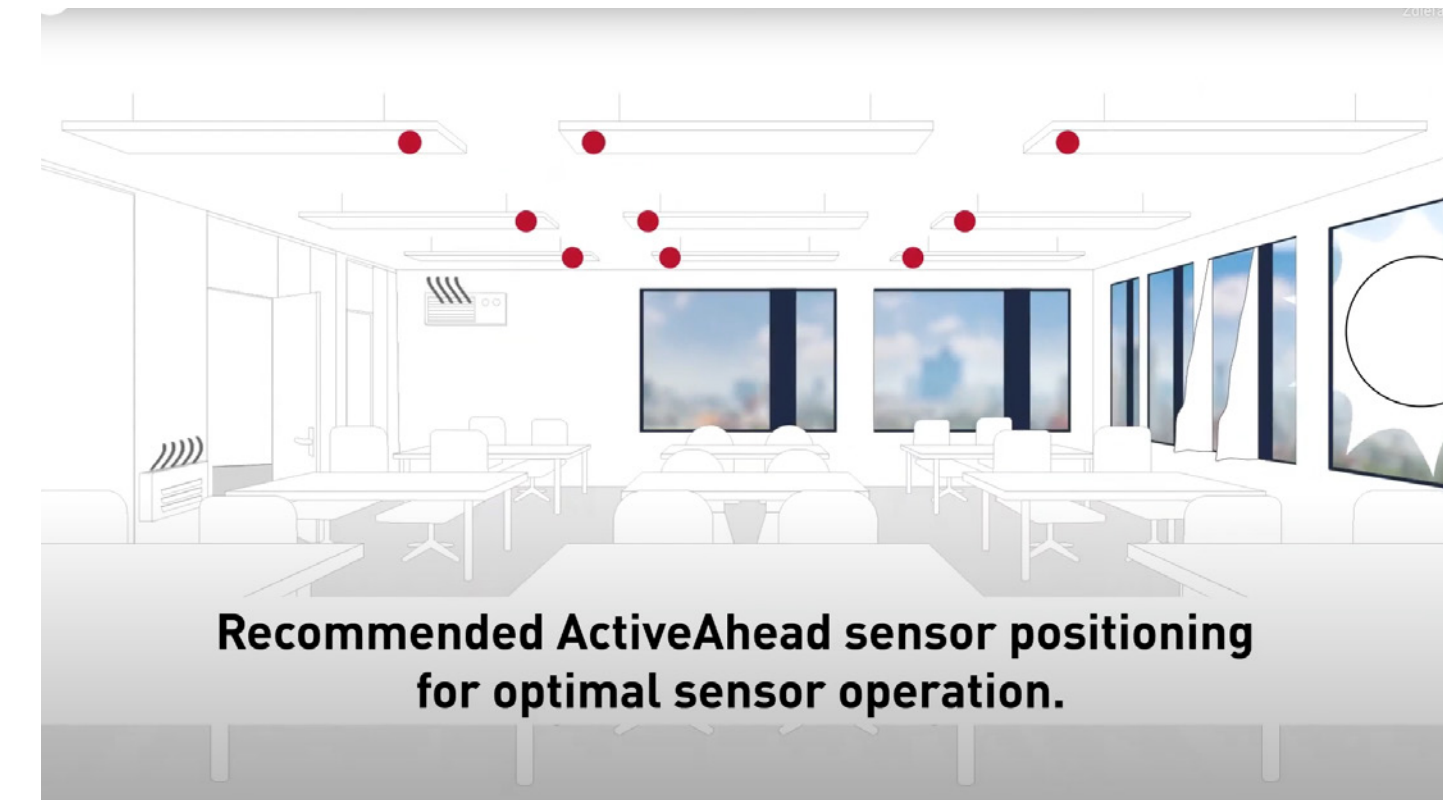 Recommended ActiveAhead sensor positioning
for optimal sensor operation.